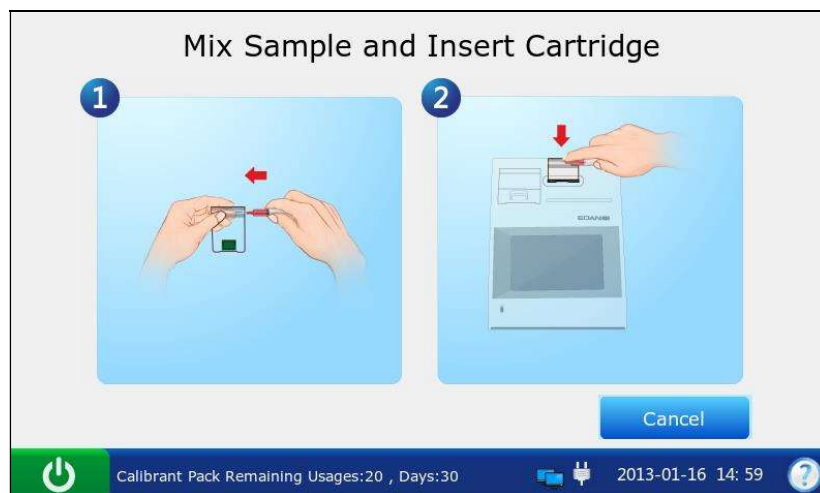 Mix Sample and Insert Cartridge
1
2
EDAN
Cancel
Calibrant Pack Remaining Usages:20 , Days:30
2013-01-16 14: 59
?